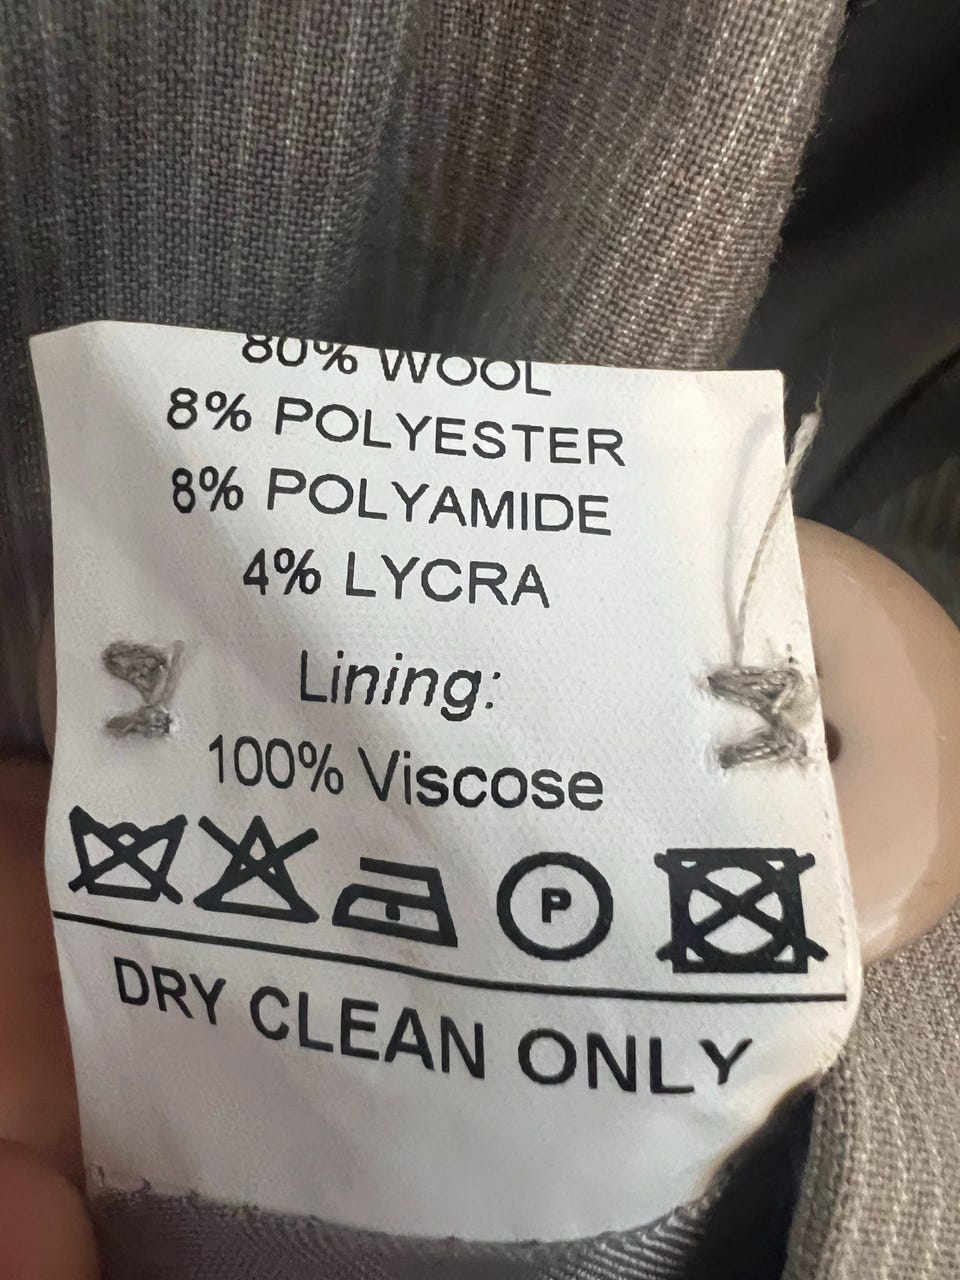 80% WOOL
8% POLYESTER
8% POLYAMIDE
4% LYCRA
Lining:
100% Viscose
P
DRY CLEAN ONLY